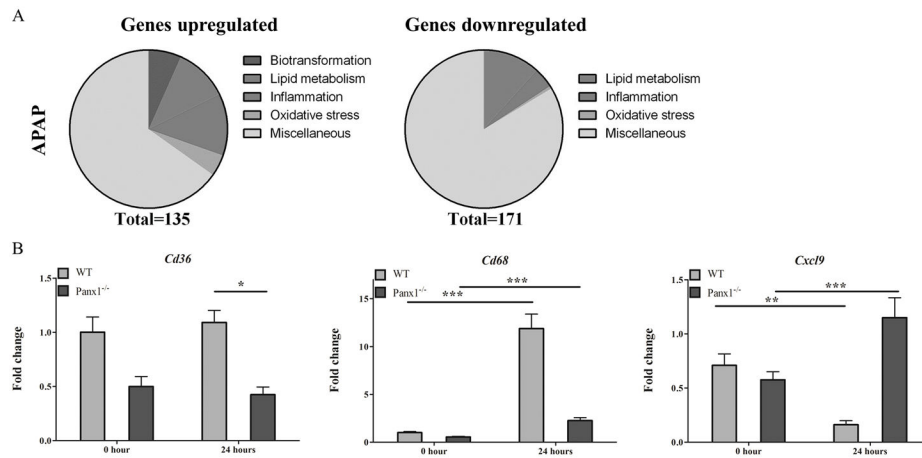 A
Genes upregulated
Genes downregulated
APAP
Biotransformation
Lipid metabolism
Inflammation
Oxidative stress
Miscellaneous
Total=135
Lipid metabolism
Inflammation
Oxidative stress
Miscellaneous
Total=171
B
Cd36
WT
Panx1-/-
*
Fold change
1.5
1.0
0.5
0.0
0 hour
24 hours
Cd68
WT
Panx1-/-
***
***
Fold change
15
10
5
0
0 hour
24 hours
Cxcl9
WT
Panx1-/-
***
**
Fold change
1.5
1.0
0.5
0.0
0 hour
24 hours